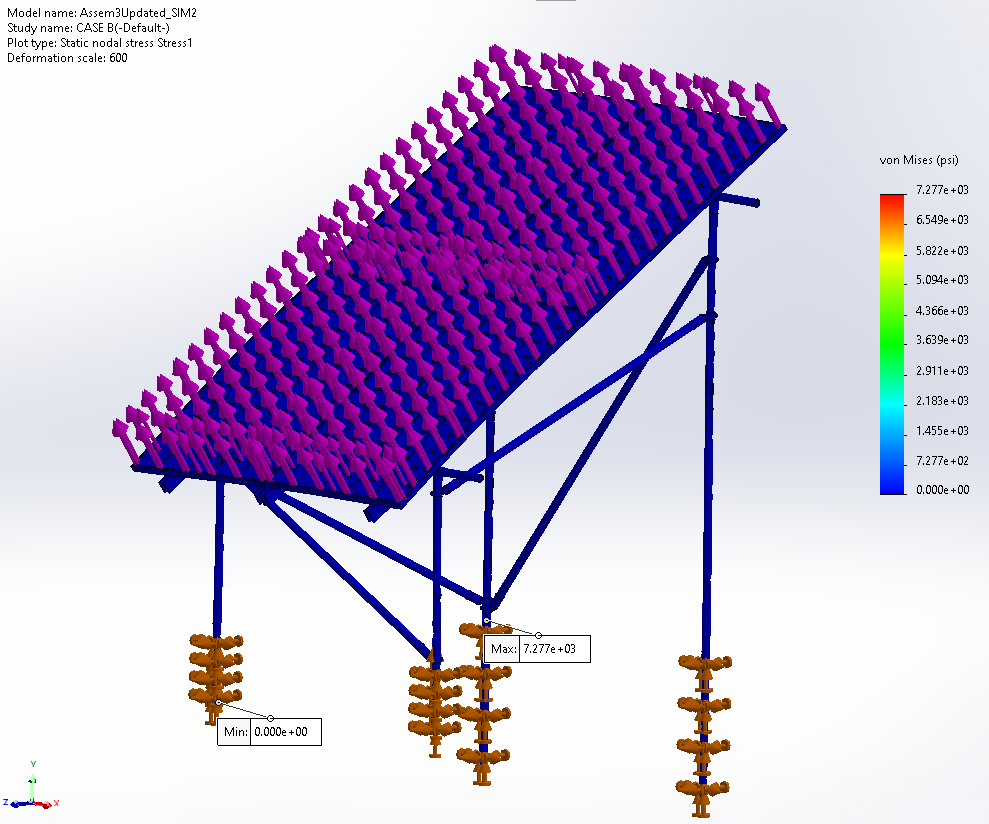 Model name: Assem3Updated_SIM2
Study name: CASE B(-Default-)
Plot type: Static nodal stress Stress1
Deformation scale: 600
von Mises (psi)
7.277e+03
6.549e+03
5.822e+03
5.094e+03
4.366e+03
3.639e+03
2.911e+03
2.183e+03
1.455e+03
7.277e+02
0.000e+00
Max: 7.277e+03
Min: 0.000e+00
Y
Z
X